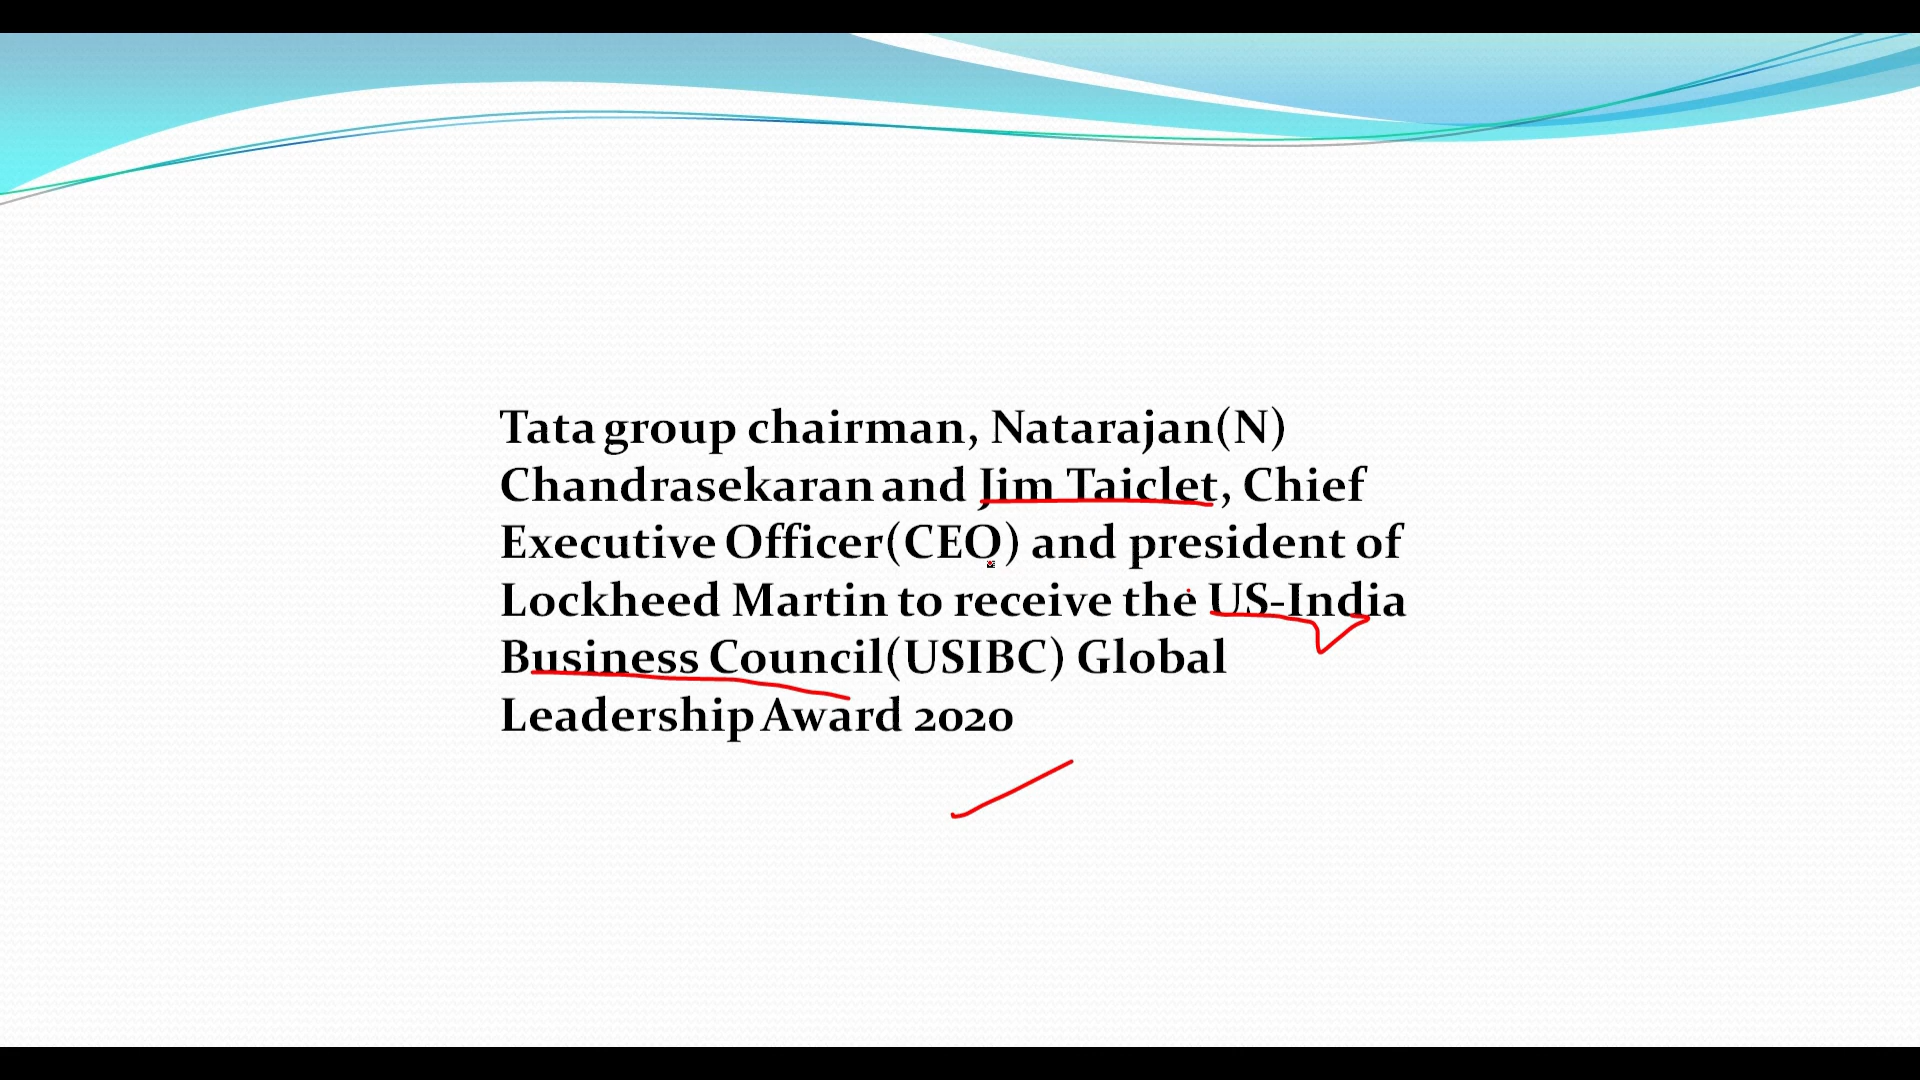 Tata group chairman, Natarajan(N)
Chandrasekaran and Jim Taiclet, Chief
Executive Officer(CEO) and president of
Lockheed Martin to receive the US-India
Business Council(USIBC) Global
Leadership Award 2020